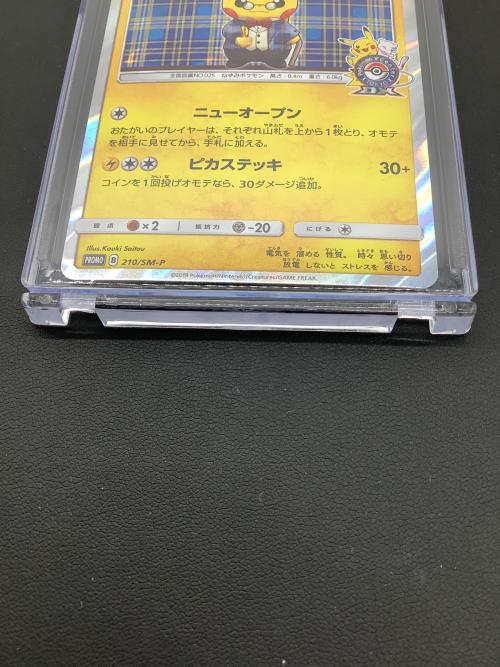 全国図鑑NO.025 ねずみポケモン 高さ：0.4m 重さ：6.0kg
ニューオープン
おたがいのプレイヤーは、それぞれ山札を上から1枚とり、オモテ
を相手に見せてから、手札に加える。
ピカステッキ 30+
コインを1回投げオモテなら、30ダメージ追加。
弱点 ×2 抵抗力 -20 にげる
Illus.Kouki Saitou
PROMO B 210/SM-P
電気を 溜める 性質。 時々 思い切り
放電 しないと ストレスを 感じる。
©2018 Pokémon/Nintendo/Creatures/GAME FREAK.